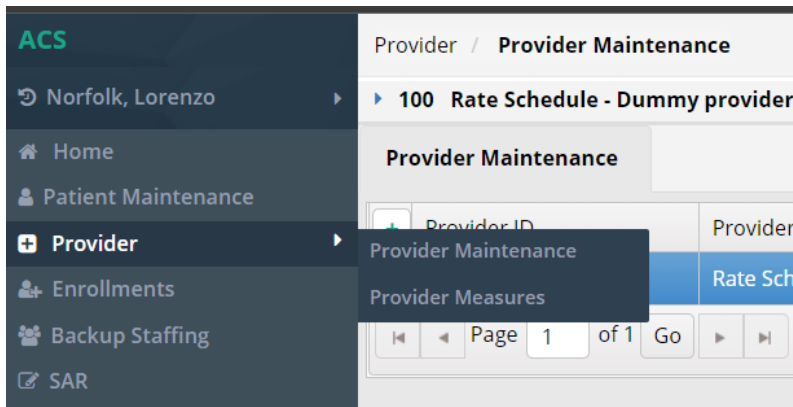 ACS
Norfolk, Lorenzo
Home
Patient Maintenance
Provider
Enrollments
Backup Staffing
SAR
Provider / Provider Maintenance
100 Rate Schedule - Dummy provider
Provider Maintenance
Provider ID Provider
Rate Sch
Provider Maintenance
Provider Measures
Page 1 of 1 Go